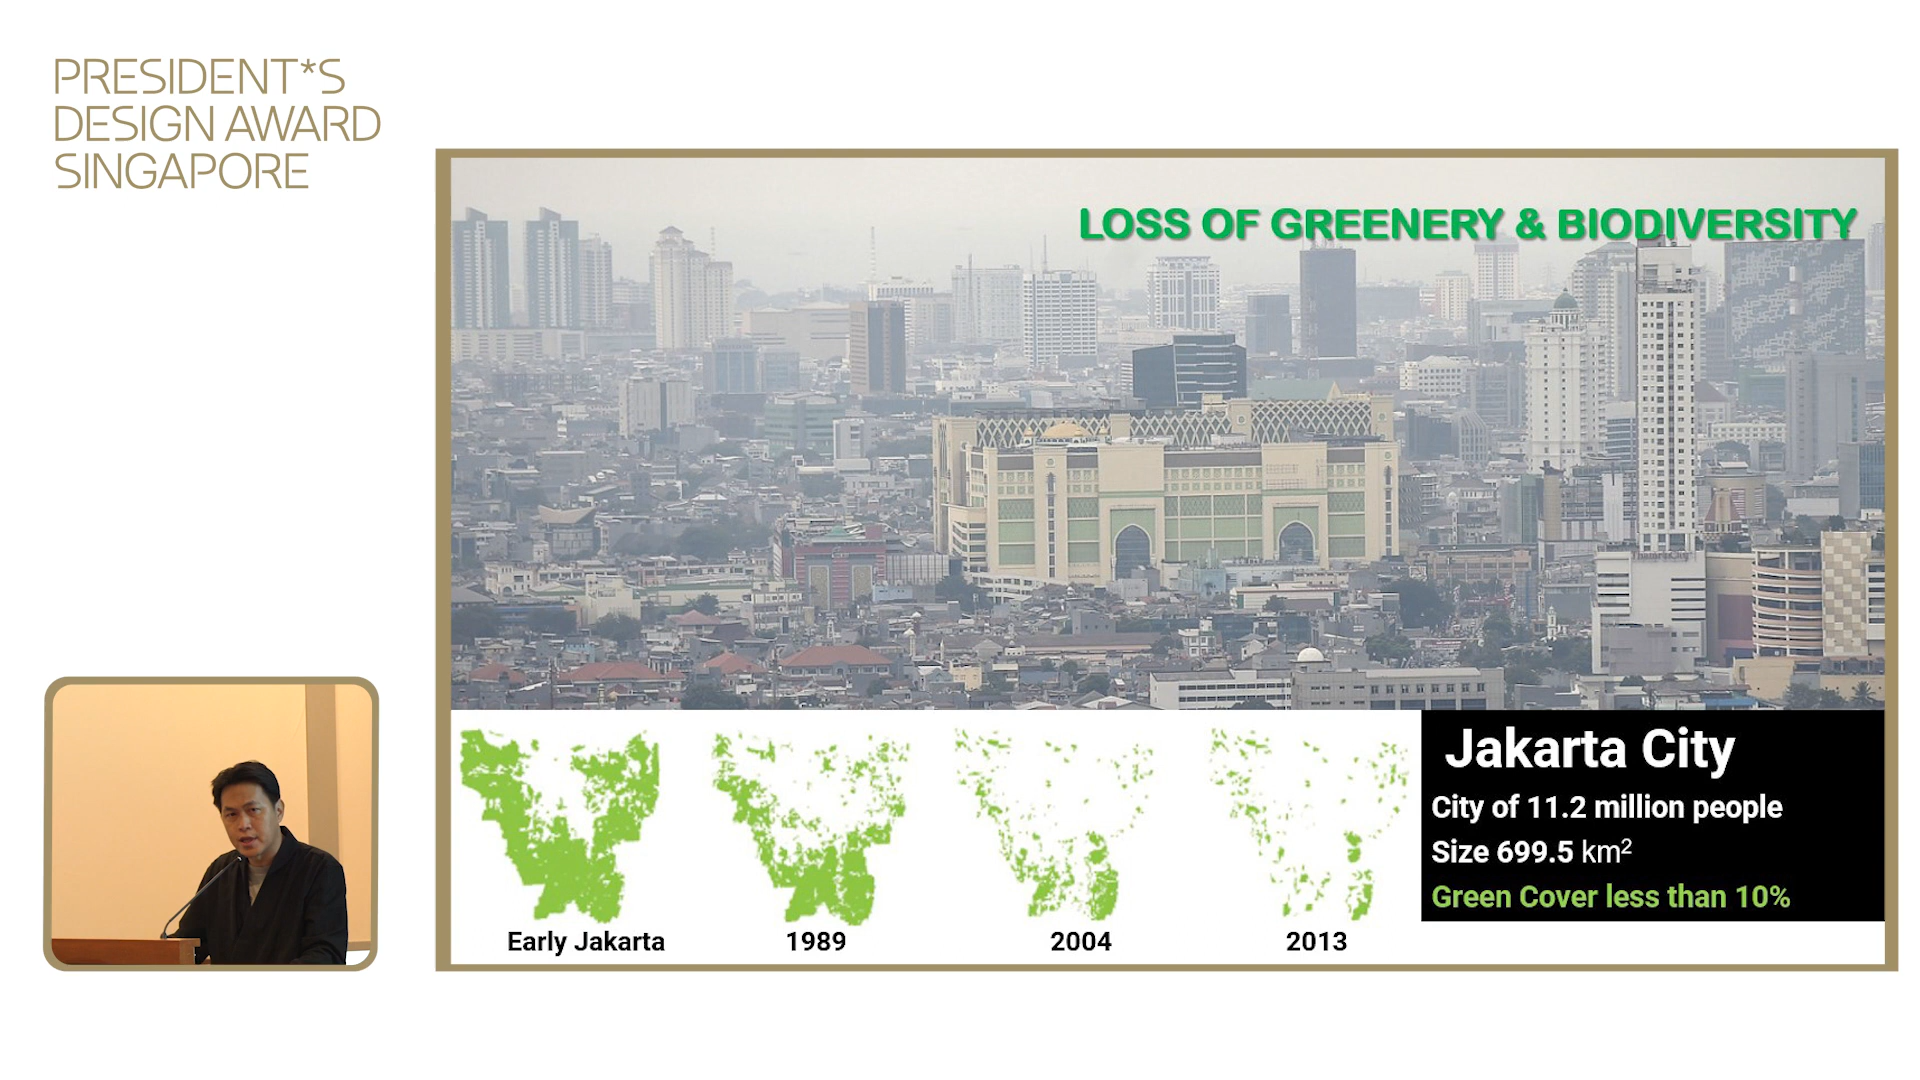 PRESIDENT*S
DESIGN AWARD
SINGAPORE
LOSS OF GREENERY & BIODIVERSITY
Jakarta City
City of 11.2 million people
Size 699.5 km²
Green Cover less than 10%
Early Jakarta
1989
2004
2013